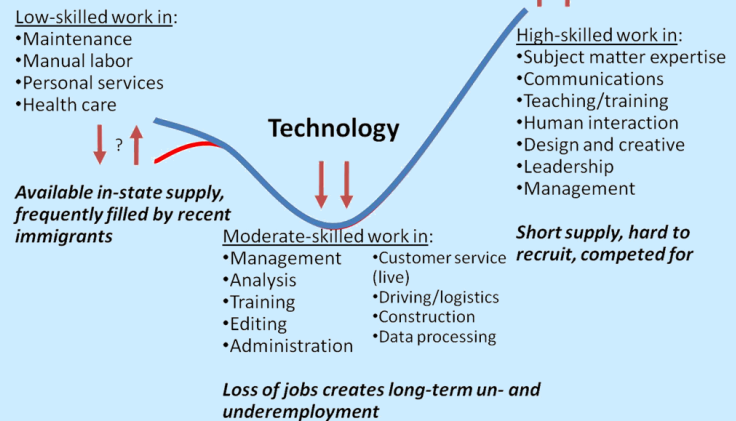 Low-skilled work in:
•Maintenance
•Manual labor
•Personal services
•Health care
?
Available in-state supply,
frequently filled by recent
immigrants
Technology
Moderate-skilled work in:
•Management
•Analysis
•Training
•Editing
•Administration
•Customer service
(live)
•Driving/logistics
•Construction
•Data processing
Loss of jobs creates long-term un- and
underemployment
High-skilled work in:
•Subject matter expertise
•Communications
•Teaching/training
•Human interaction
•Design and creative
•Leadership
•Management
Short supply, hard to
recruit, competed for